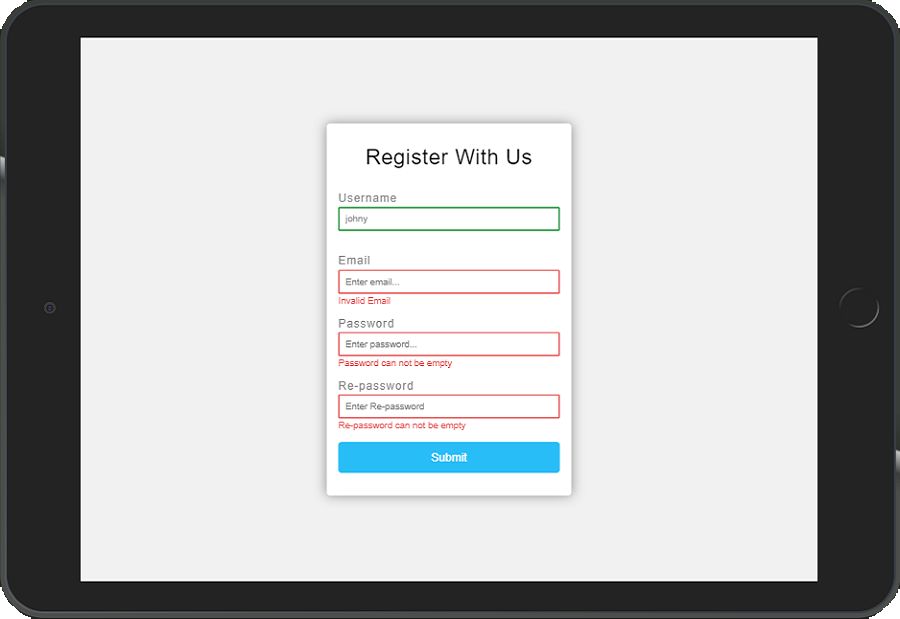 Register With Us
Username
johny
Email
Enter email...
Invalid Email
Password
Enter password...
Password can not be empty
Re-password
Enter Re-password
Re-password can not be empty
Submit